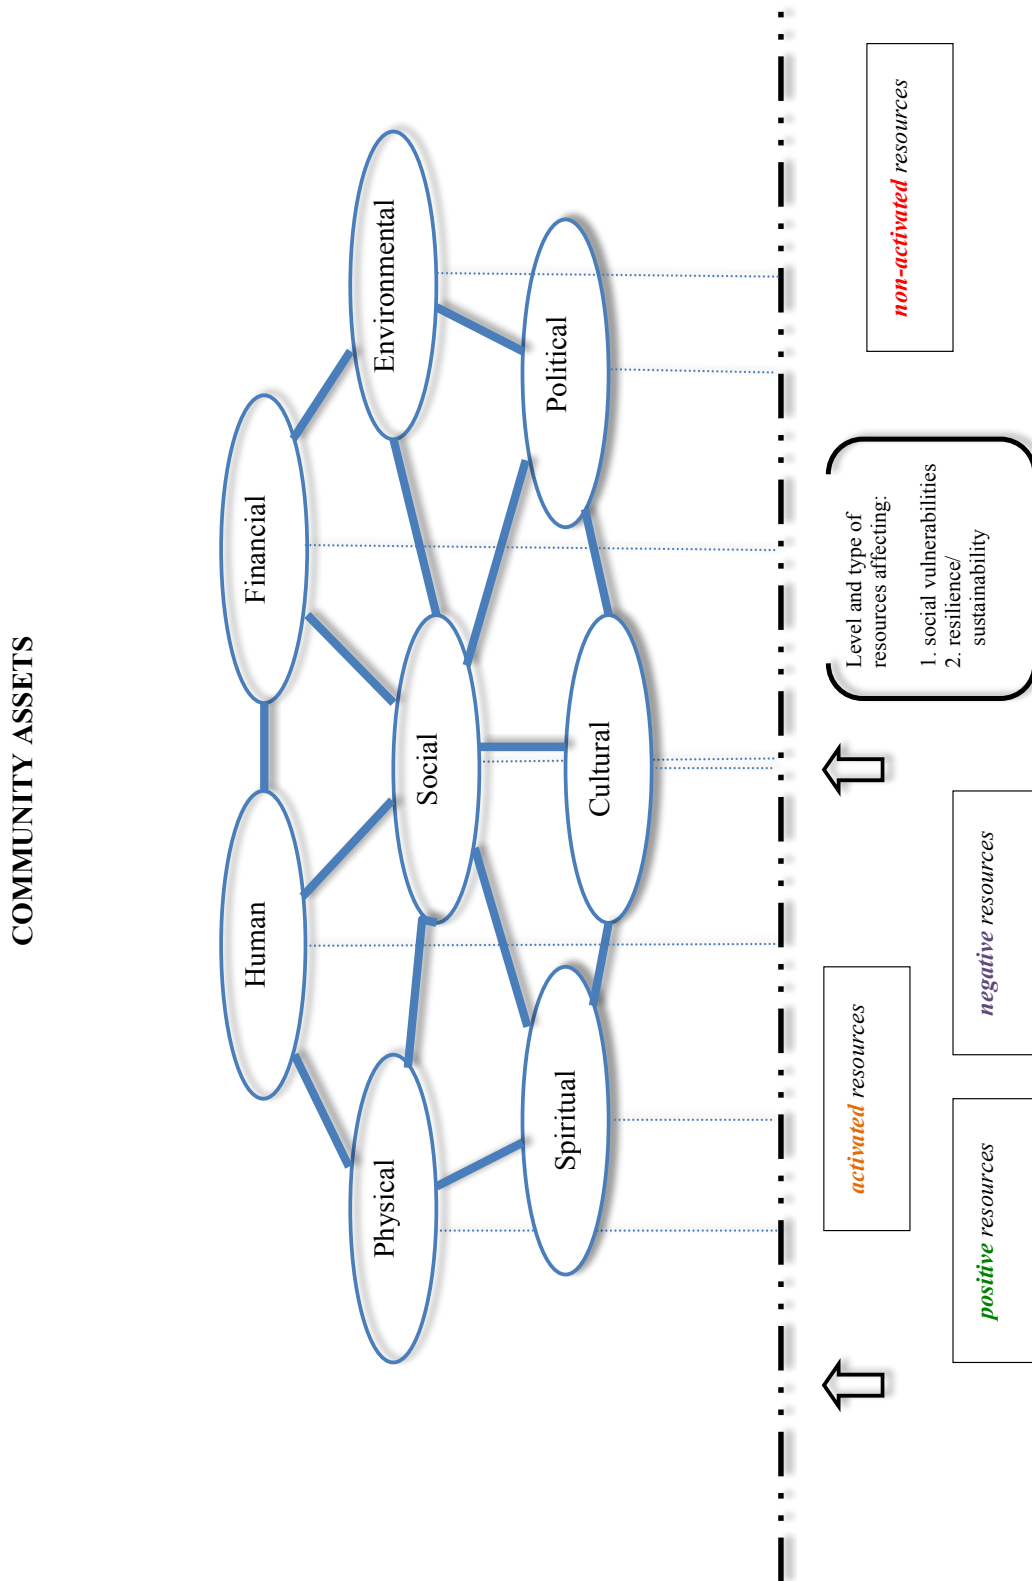 COMMUNITY ASSETS
Human
Financial
Physical
Social
Environmental
Spiritual
Cultural
Political
activated resources
positive resources
negative resources
Level and type of
resources affecting:
1. social vulnerabilities
2. resilience/
sustainability
non-activated resources